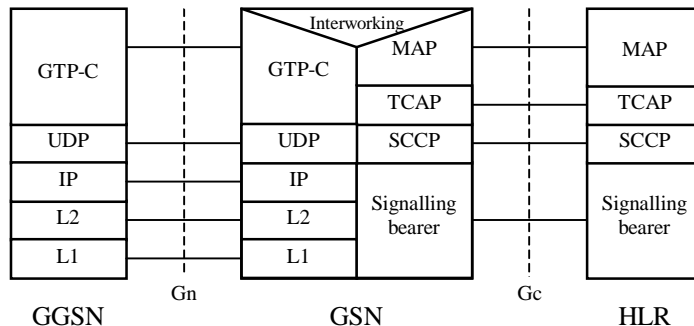 Interworking
GTP-C
GTP-C
MAP
MAP
TCAP
TCAP
UDP
UDP
SCCP
SCCP
IP
IP
L2
L2
Signalling
bearer
Signalling
bearer
L1
L1
Gn
Gc
GGSN
GSN
HLR